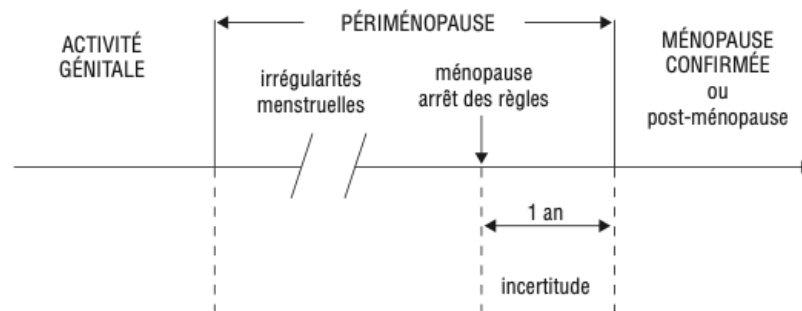 ACTIVITÉ
GÉNITALE
PÉRIMÉNOPAUSE
irrégularités
menstruelles
ménopause
arrêt des règles
MÉNOPAUSE
CONFIRMÉE
ou
post-ménopause
1 an
incertitude